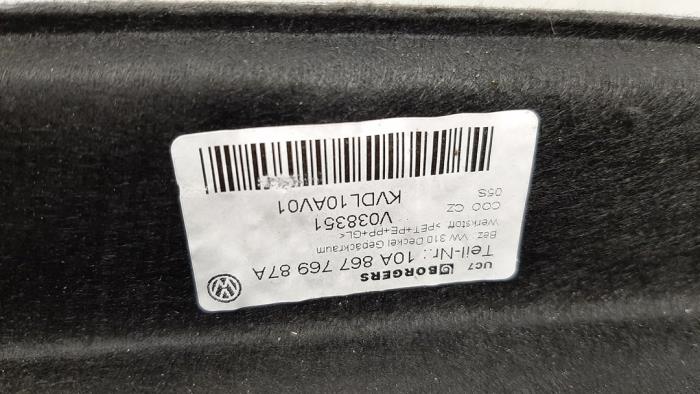 UC7 BORGERS
Teil-Nr.: 10A 867 769 87A
Bez: VW 310 Deckel Gepäckraum
Werkstoff >PET+PE+PP+GL<
COO CZ V038351
05S KVDL10AV01